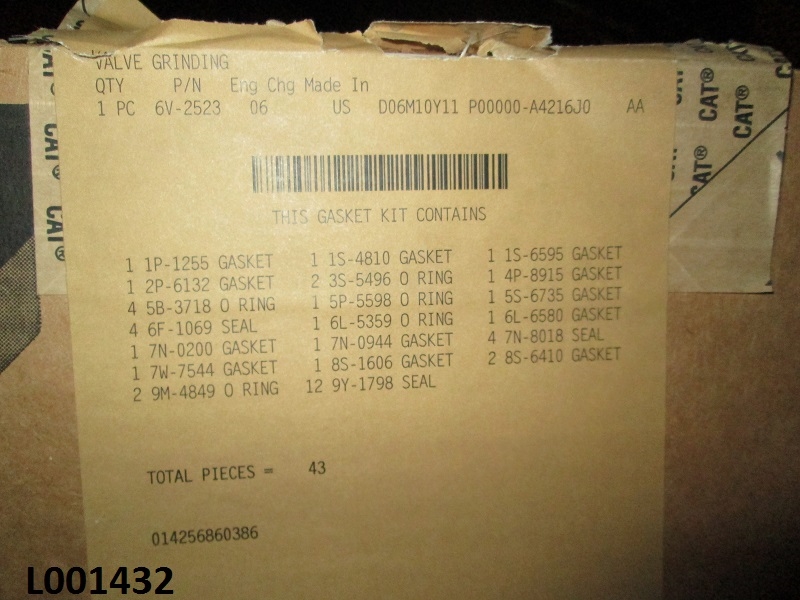 VALVE GRINDING
QTY P/N Eng Chg Made In
1 PC 6V-2523 06 US D06M10Y11 P00000-A4216J0 AA
THIS GASKET KIT CONTAINS
1 1P-1255 GASKET 1 1S-4810 GASKET 1 1S-6595 GASKET
1 2P-6132 GASKET 2 3S-5496 O RING 1 4P-8915 GASKET
4 5B-3718 O RING 1 5P-5598 O RING 1 5S-6735 GASKET
4 6F-1069 SEAL 1 6L-5359 O RING 1 6L-6580 GASKET
1 7N-0200 GASKET 1 7N-0944 GASKET 4 7N-8018 SEAL
1 7W-7544 GASKET 1 8S-1606 GASKET 2 8S-6410 GASKET
2 9M-4849 O RING 12 9Y-1798 SEAL
TOTAL PIECES = 43
014256860386
CAT
CAT®
CAT®
CAT®
CAT®
CAT
L001432